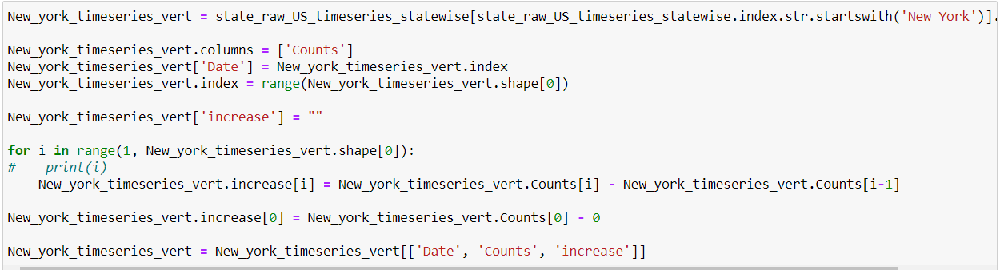 New_york_timeseries_vert = state_raw_US_timeseries_statewise[state_raw_US_timeseries_statewise.index.str.startswith('New York')].
New_york_timeseries_vert.columns = ['Counts']
New_york_timeseries_vert['Date'] = New_york_timeseries_vert.index
New_york_timeseries_vert.index = range(New_york_timeseries_vert.shape[0])
New_york_timeseries_vert['increase'] = ""
for i in range(1, New_york_timeseries_vert.shape[0]):
#    print(i)
    New_york_timeseries_vert.increase[i] = New_york_timeseries_vert.Counts[i] - New_york_timeseries_vert.Counts[i-1]
New_york_timeseries_vert.increase[0] = New_york_timeseries_vert.Counts[0] - 0
New_york_timeseries_vert = New_york_timeseries_vert[['Date', 'Counts', 'increase']]